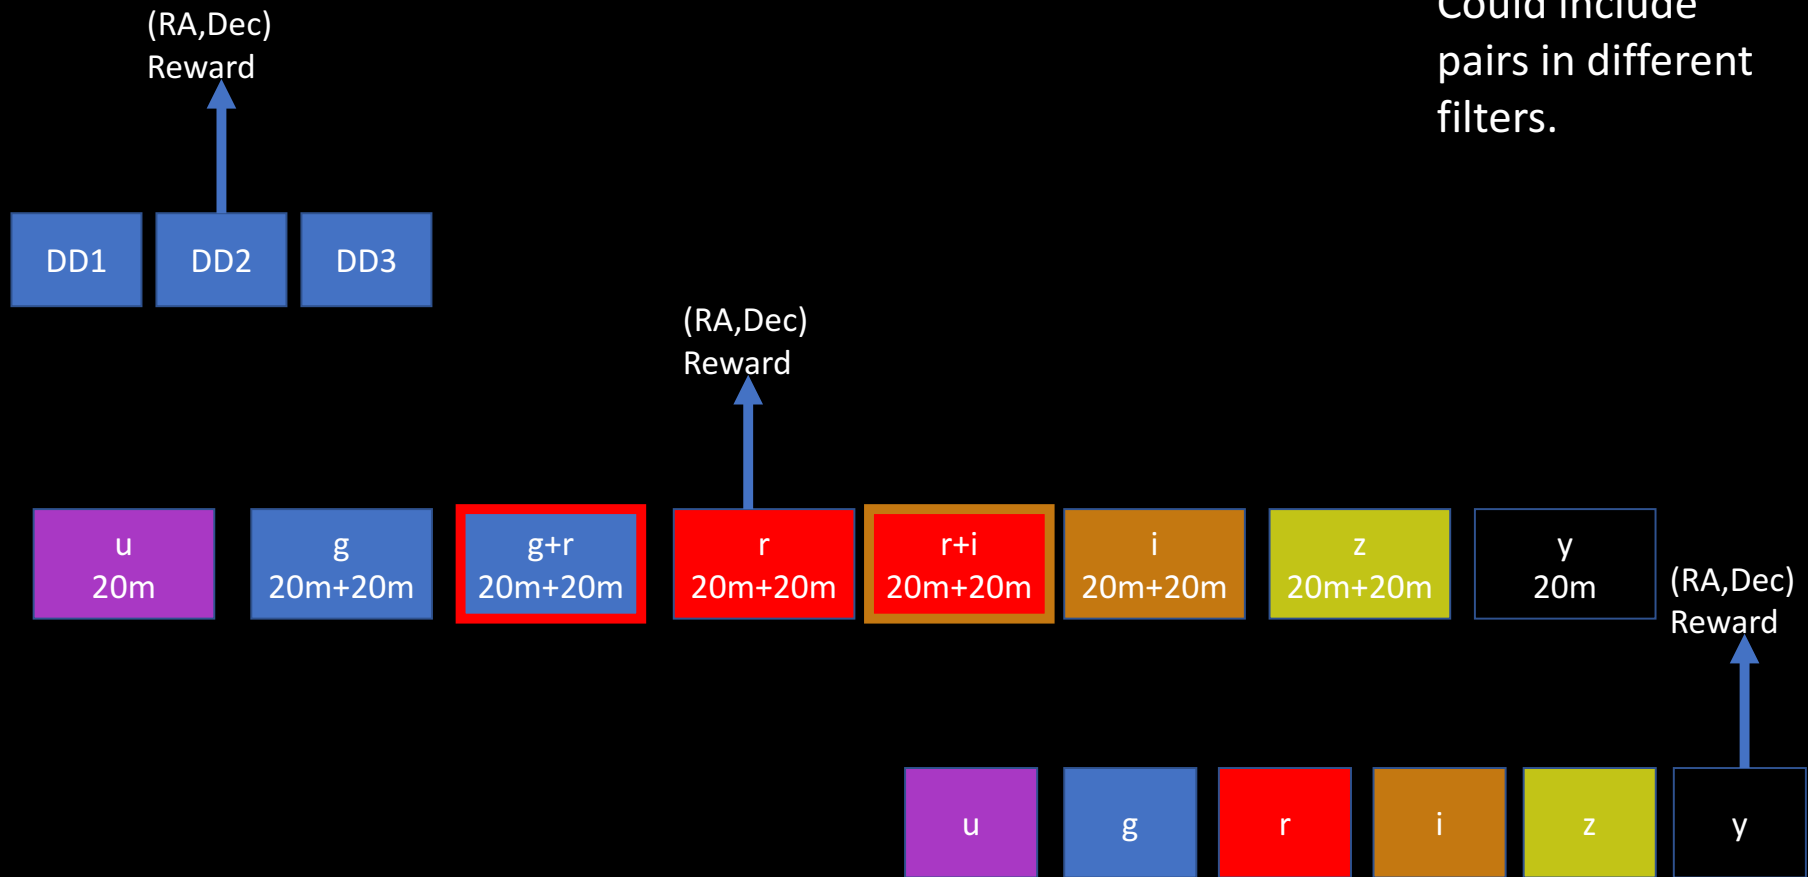 (RA,Dec)
Reward
Could include
pairs in different
filters.
DD1
DD2
DD3
(RA,Dec)
Reward
u
20m
g
20m+20m
g+r
20m+20m
r
20m+20m
r+i
20m+20m
i
20m+20m
z
20m+20m
y
20m
(RA,Dec)
Reward
u
g
r
i
z
y